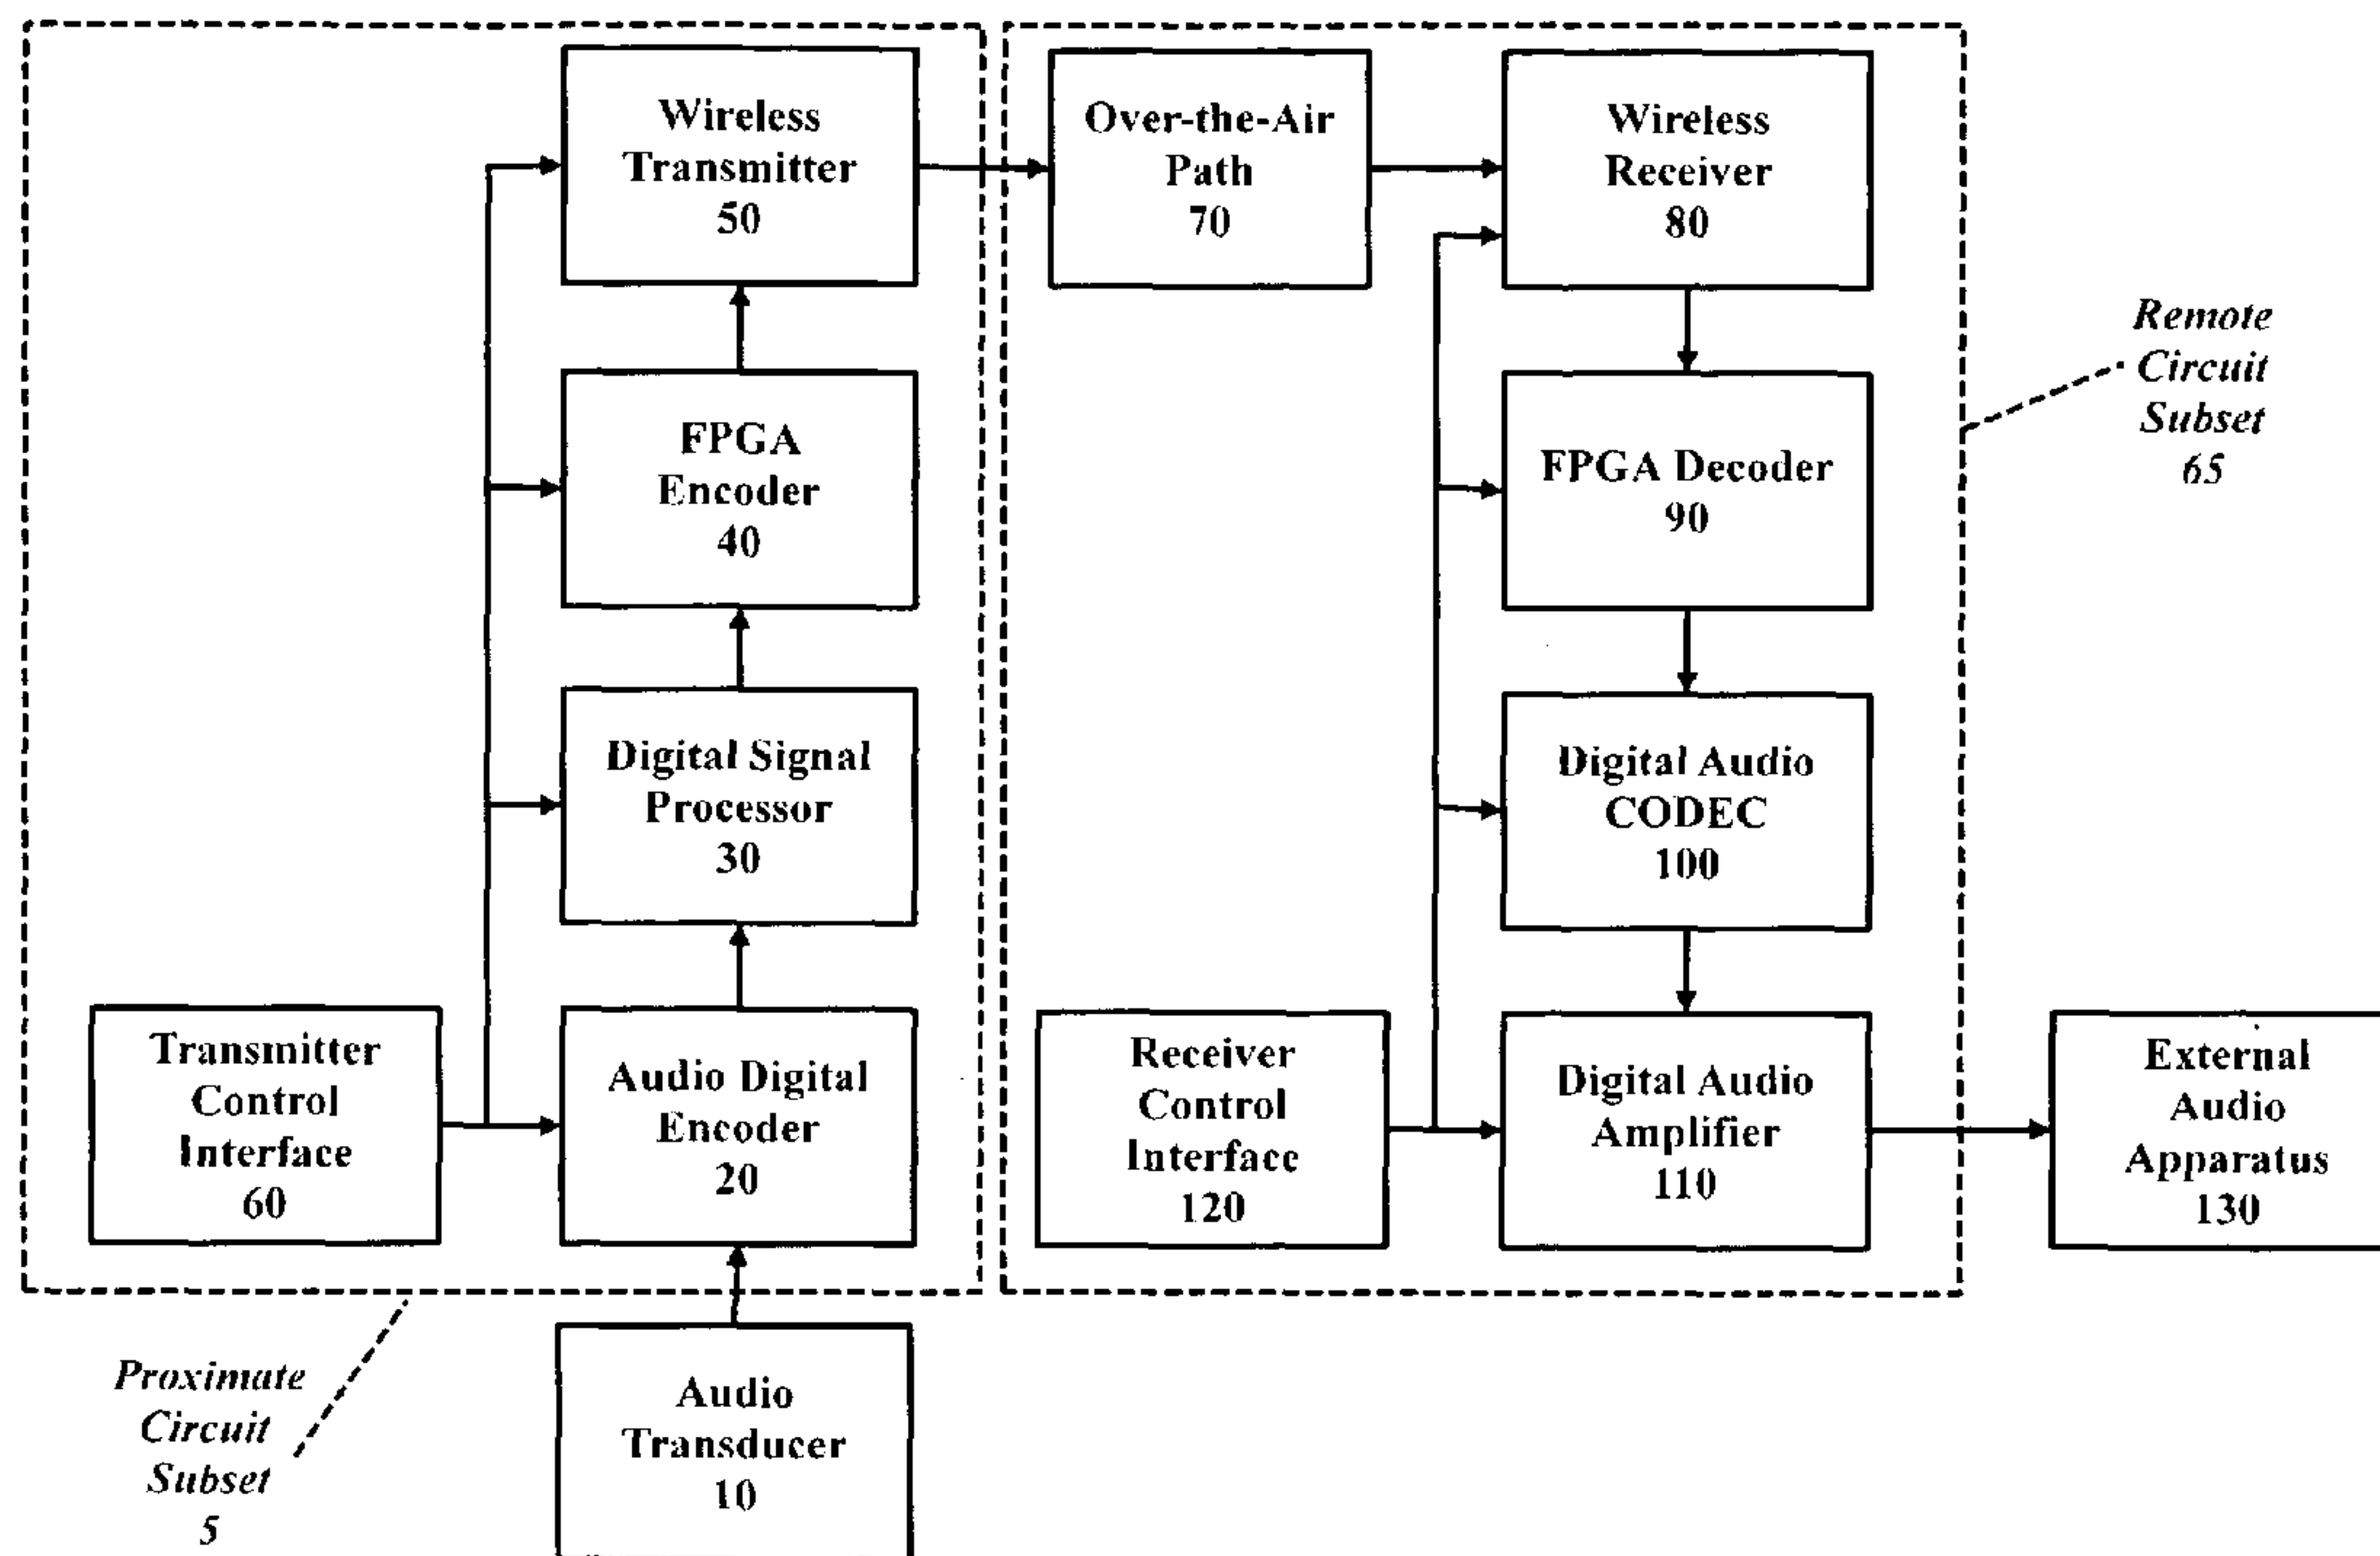 Wireless
Transmitter
50
Over-the-Air
Path
70
Wireless
Receiver
80
Remote
Circuit
Subset
65
FPGA
Encoder
40
FPGA Decoder
90
Digital Signal
Processor
30
Digital Audio
CODEC
100
Transmitter
Control
Interface
60
Audio Digital
Encoder
20
Receiver
Control
Interface
120
Digital Audio
Amplifier
110
External
Audio
Apparatus
130
Proximate
Circuit
Subset
5
Audio
Transducer
10